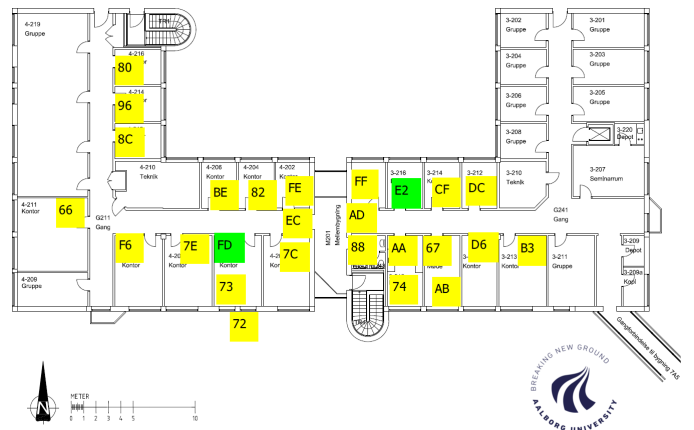 4-219
Gruppe
TRH
3-202
Gruppe
3-201
Gruppe
4-216
80
3-204
Gruppe
3-203
Gruppe
4-214
96
3-206
Gruppe
3-205
Gruppe
8C
3-208
Gruppe
3-220
Depot
4-210
Teknik
4-206
BE
4-204
82
4-202
FE
FF
3-216
E2
3-214
CF
3-212
DC
3-210
Teknik
3-207
Seminarrum
4-211
Kontor
66
G211
Gang
EC
M201
Mellembygning
AD
G241
Gang
F6
Kontor
7E
FD
Kontor
7C
88
AA
67
Møde
D6
Kontor
B3
3-213
Kontor
3-211
Gruppe
3-209
Depot
4-209
Gruppe
73
74
AB
3-209a
Kopi
72
Gangforbindelse til bygning 7A5
METER
0 1 2 3 4 5 10
N
BREAKING NEW GROUND
AALBORG UNIVERSITY